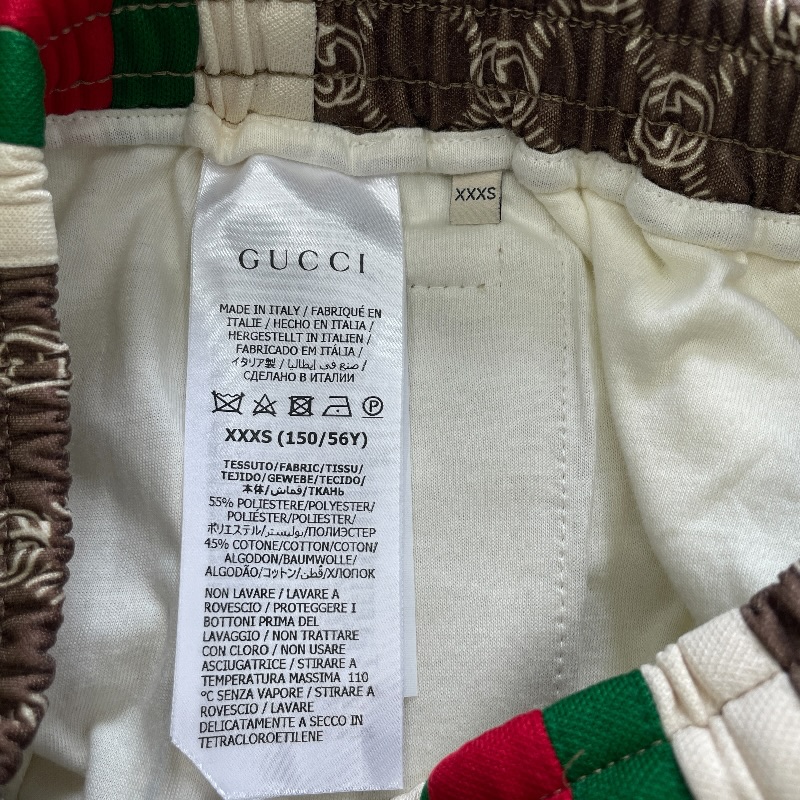 XXXS
GUCCI
MADE IN ITALY / FABRIQUÉ EN
ITALIE / HECHO EN ITALIA /
HERGESTELLT IN ITALIEN /
FABRICADO EM ITÁLIA /
イタリア製 / صنع في إيطاليا /
СДЕЛАНО В ИТАЛИИ
P
XXXS (150/56Y)
TESSUTO/FABRIC/TISSU/
TEJIDO/GEWEBE/TECIDO/
本体/قماش/ТКАНЬ
55% POLIESTERE/POLYESTER/
POLIÉSTER/POLIESTER/
ポリエステル/بوليستر/ПОЛИЭСТЕР
45% COTONE/COTTON/COTON/
ALGODON/BAUMWOLLE/
ALGODÃO/コットン/قطن/ХЛОПОК
NON LAVARE / LAVARE A
ROVESCIO / PROTEGGERE I
BOTTONI PRIMA DEL
LAVAGGIO / NON TRATTARE
CON CLORO / NON USARE
ASCIUGATRICE / STIRARE A
TEMPERATURA MASSIMA 110
°C SENZA VAPORE / STIRARE A
ROVESCIO / LAVARE
DELICATAMENTE A SECCO IN
TETRACLOROETILENE